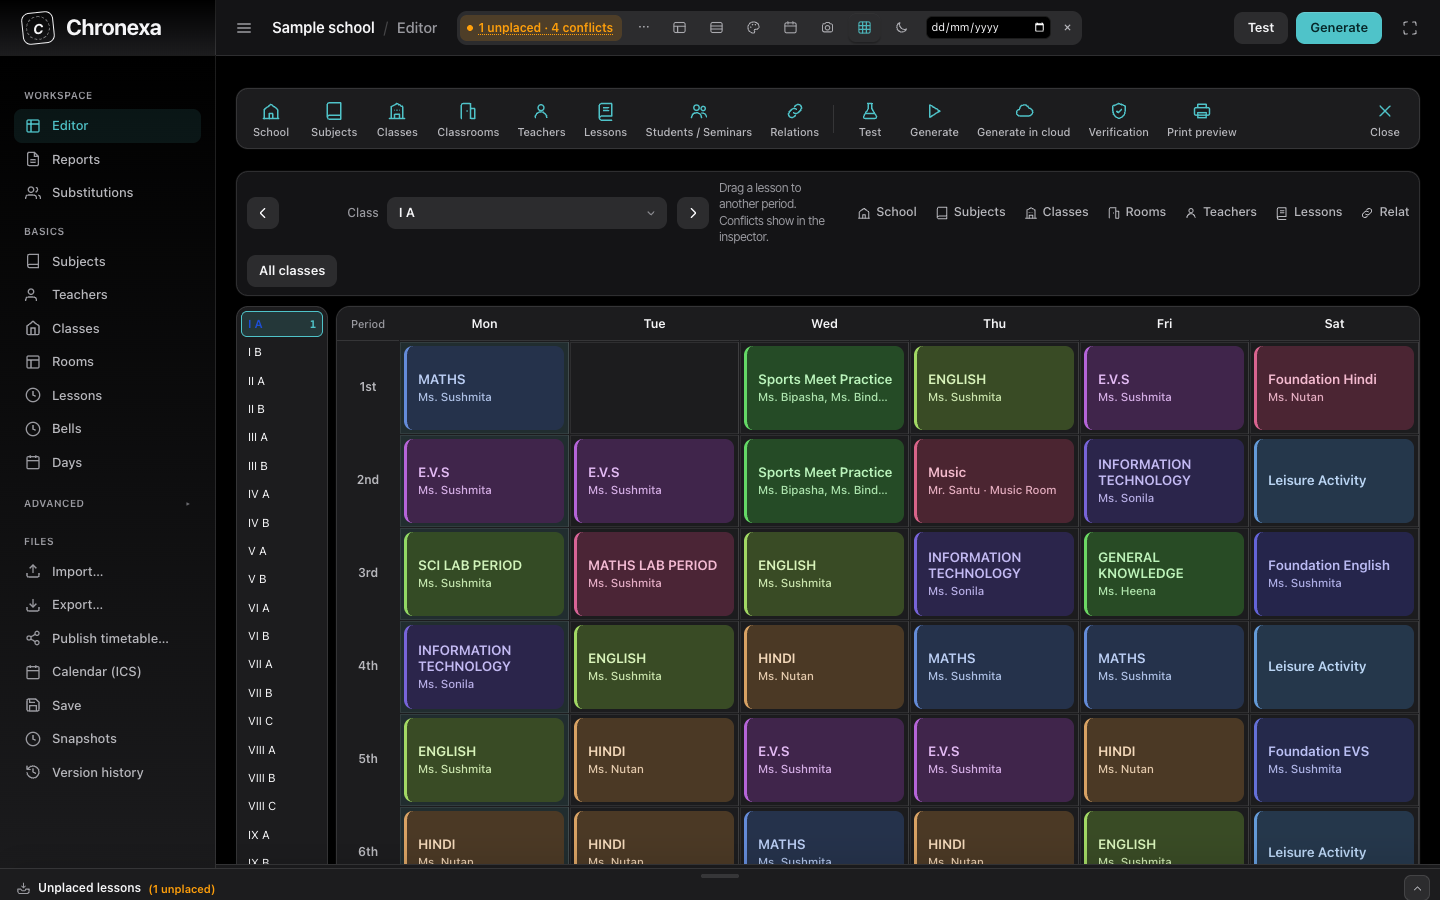 Chronexa
Sample school / Editor
1 unplaced · 4 conflicts
dd/mm/yyyy
Test
Generate
WORKSPACE
Editor
Reports
Substitutions
BASICS
Subjects
Teachers
Classes
Rooms
Lessons
Bells
Days
ADVANCED
FILES
Import...
Export...
Publish timetable...
Calendar (ICS)
Save
Snapshots
Version history
School
Subjects
Classes
Classrooms
Teachers
Lessons
Students / Seminars
Relations
Test
Generate
Generate in cloud
Verification
Print preview
Close
Class
I A
Drag a lesson to
another period.
Conflicts show in the
inspector.
School
Subjects
Classes
Rooms
Teachers
Lessons
Relat
All classes
I A 1
I B
II A
II B
III A
III B
IV A
IV B
V A
V B
VI A
VI B
VII A
VII B
VII C
VIII A
VIII B
VIII C
IX A
IX B
Period Mon Tue Wed Thu Fri Sat
1st
MATHS
Ms. Sushmita
Sports Meet Practice
Ms. Bipasha, Ms. Bind...
ENGLISH
Ms. Sushmita
E.V.S
Ms. Sushmita
Foundation Hindi
Ms. Nutan
2nd
E.V.S
Ms. Sushmita
E.V.S
Ms. Sushmita
Sports Meet Practice
Ms. Bipasha, Ms. Bind...
Music
Mr. Santu · Music Room
INFORMATION
TECHNOLOGY
Ms. Sonila
Leisure Activity
3rd
SCI LAB PERIOD
Ms. Sushmita
MATHS LAB PERIOD
Ms. Sushmita
ENGLISH
Ms. Sushmita
INFORMATION
TECHNOLOGY
Ms. Sonila
GENERAL
KNOWLEDGE
Ms. Heena
Foundation English
Ms. Sushmita
4th
INFORMATION
TECHNOLOGY
Ms. Sonila
ENGLISH
Ms. Sushmita
HINDI
Ms. Nutan
MATHS
Ms. Sushmita
MATHS
Ms. Sushmita
Leisure Activity
5th
ENGLISH
Ms. Sushmita
HINDI
Ms. Nutan
E.V.S
Ms. Sushmita
E.V.S
Ms. Sushmita
HINDI
Ms. Nutan
Foundation EVS
Ms. Sushmita
6th
HINDI
Ms. Nutan
HINDI
Ms. Nutan
MATHS
Ms. Sushmita
HINDI
Ms. Nutan
ENGLISH
Ms. Sushmita
Leisure Activity
Unplaced lessons (1 unplaced)